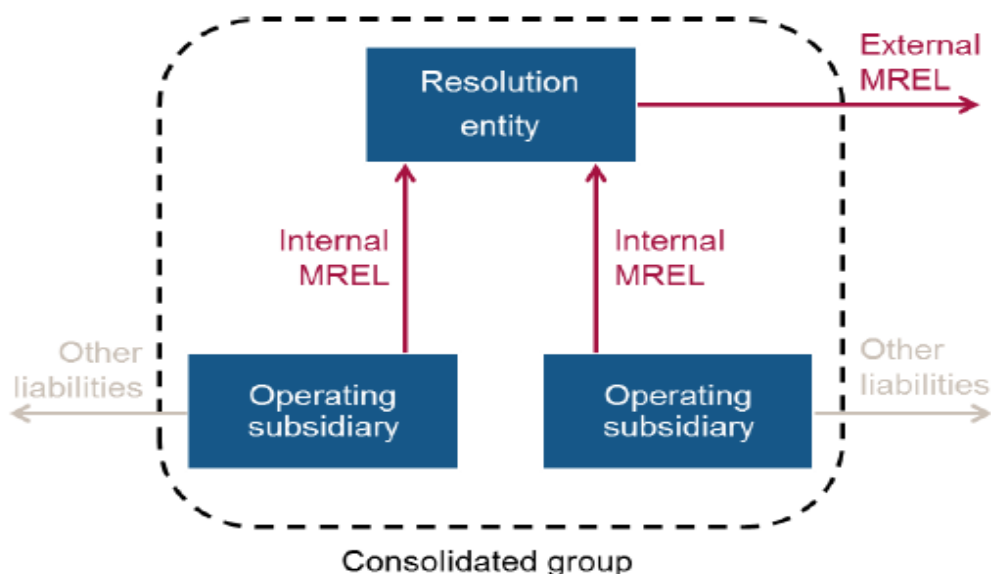 External
MREL
Resolution
entity
Internal
MREL
Internal
MREL
Other
liabilities
Other
liabilities
Operating
subsidiary
Operating
subsidiary
Consolidated group